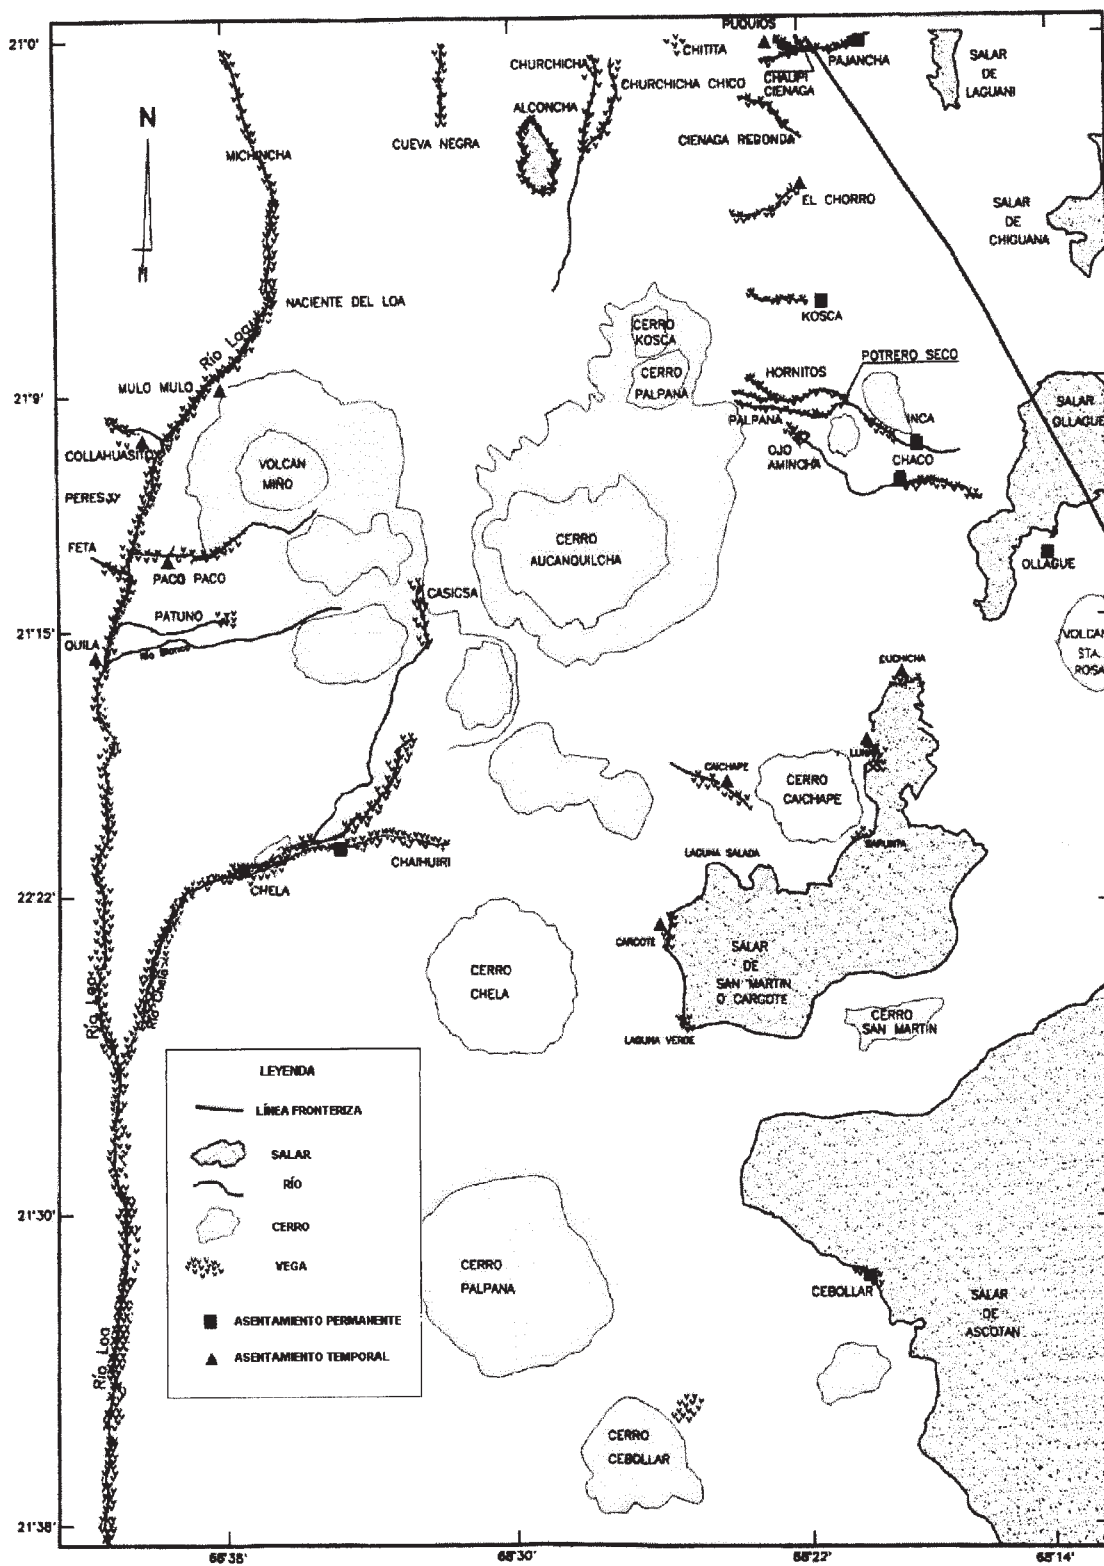 PUQUIOS
21°0'
CHITITA
PAJANCHA
CHURCHICHA
CHAUPI
CIENAGA
SALAR
DE
LAGUANI
CHURCHICHA CHICO
ALCONCHA
N
CUEVA NEGRA
CIENAGA REDONDA
MICHINCHA
EL CHORRO
SALAR
DE
CHIGUANA
NACIENTE DEL LOA
KOSCA
CERRO
KOSCA
Río Loa
POTRERO SECO
CERRO
PALPANA
HORNITOS
MULO MULO
21°9'
SALAR
OLLAGUE
PALPANA
INCA
OJO
AMINCHA
COLLAHUASITO
CHACO
VOLCAN
MIÑO
PERES
CERRO
AUCANQUILCHA
FETA
PACO PACO
OLLAGUE
CASICSA
PATUNO
21°15'
QUILA
Río Blanco
VOLCAN
STA.
ROSA
CUCHICHA
LUNA
CAICHAPE
CERRO
CAICHAPE
SAPUNTA
LAGUNA SALADA
CHAIHUIRI
CHELA
22°22'
CARCOTE
SALAR
DE
SAN MARTIN
O CARCOTE
CERRO
CHELA
Río Chela
Río Loa
CERRO
SAN MARTÍN
LAGUNA VERDE
LEYENDA
LÍNEA FRONTERIZA
SALAR
RÍO
CERRO
VEGA
ASENTAMIENTO PERMANENTE
ASENTAMIENTO TEMPORAL
21°30'
CERRO
PALPANA
CEBOLLAR
SALAR
DE
ASCOTAN
Río Loa
CERRO
CEBOLLAR
21°38'
68°38'
68°30'
68°22'
68°14'